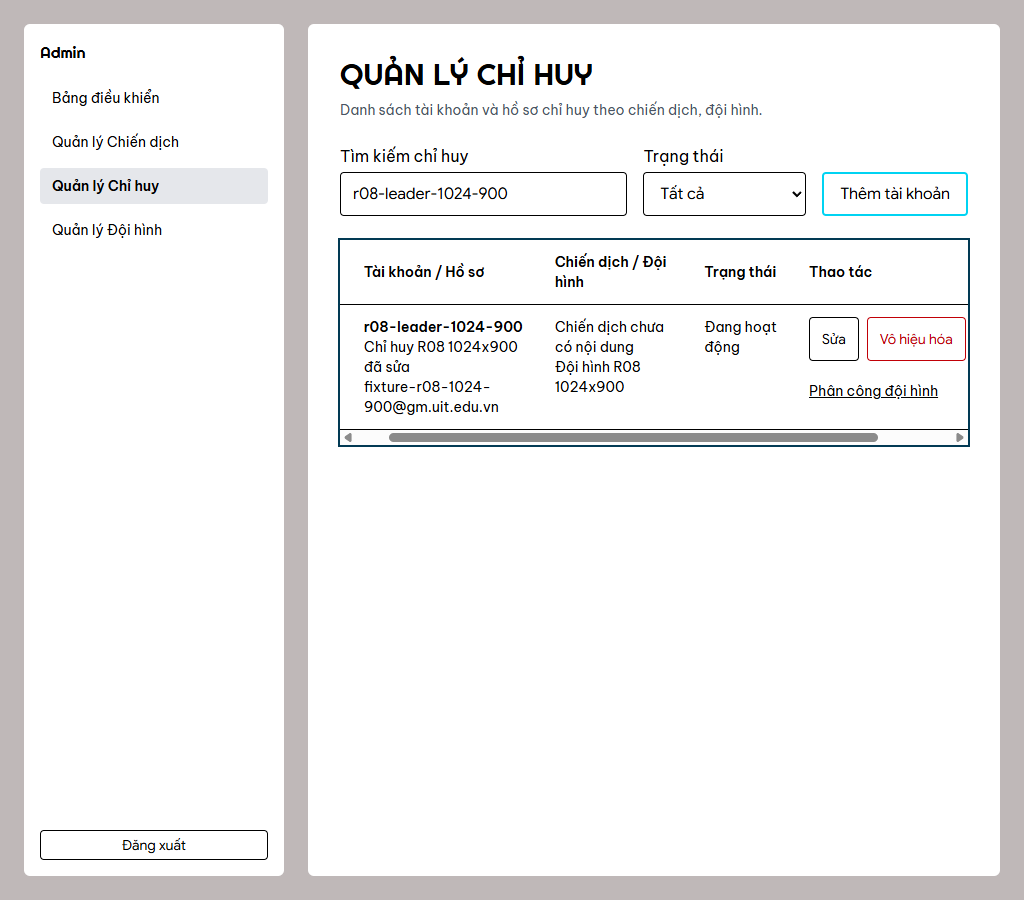 Admin
Bảng điều khiển
Quản lý Chiến dịch
Quản lý Chỉ huy
Quản lý Đội hình
Đăng xuất
QUẢN LÝ CHỈ HUY
Danh sách tài khoản và hồ sơ chỉ huy theo chiến dịch, đội hình.
Tìm kiếm chỉ huy
Trạng thái
r08-leader-1024-900
Tất cả
Thêm tài khoản
Tài khoản / Hồ sơ
Chiến dịch / Đội
hình
Trạng thái
Thao tác
r08-leader-1024-900
Chỉ huy R08 1024x900
đã sửa
fixture-r08-1024-
900@gm.uit.edu.vn
Chiến dịch chưa
có nội dung
Đội hình R08
1024x900
Đang hoạt
động
Sửa
Vô hiệu hóa
Phân công đội hình